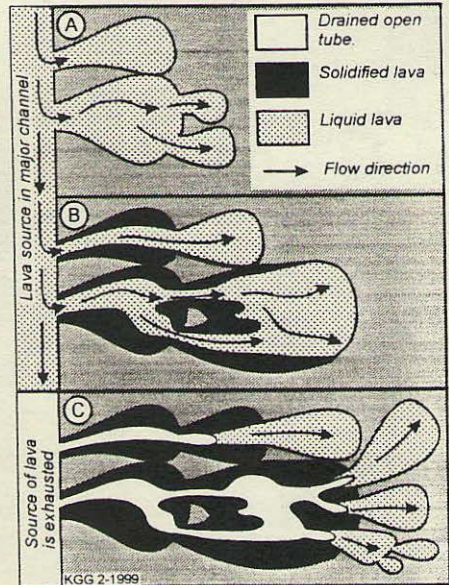 A
Drained open
tube.
Solidified lava
Liquid lava
Flow direction
Lava source in major channel
B
C
Source of lava
is exhausted
KGG 2-1999